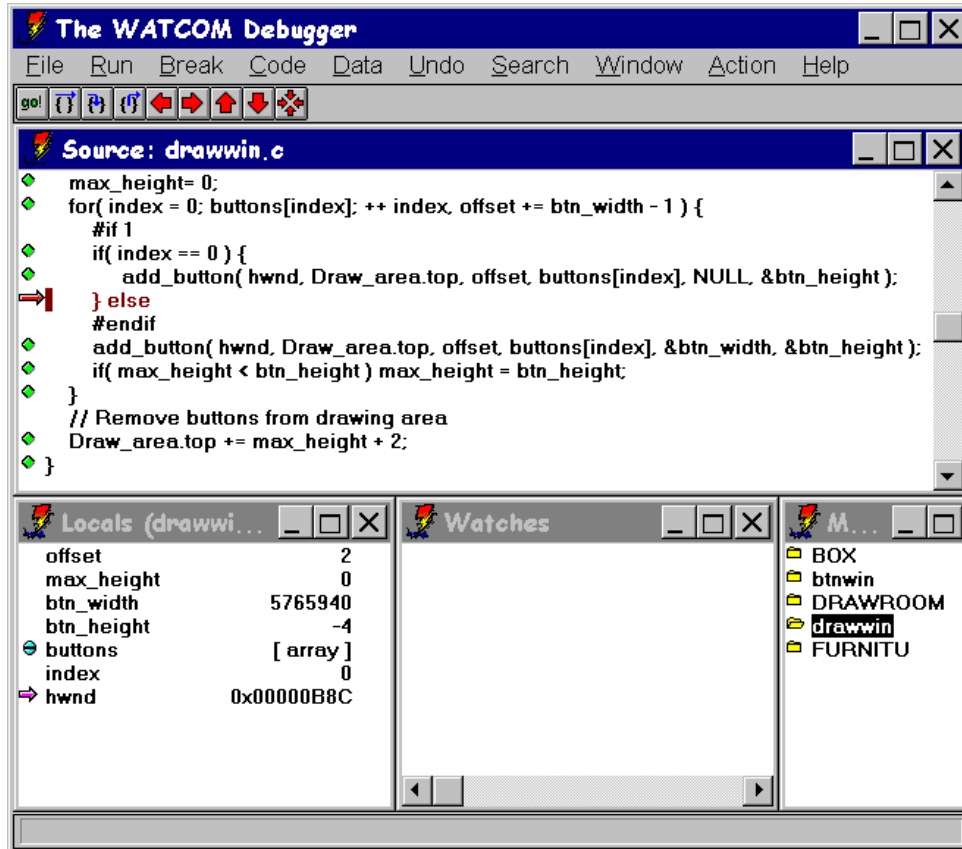 The WATCOM Debugger
File Run Break Code Data Undo Search Window Action Help
go! {} {} {}
Source: drawwin.c
max_height= 0;
for( index = 0; buttons[index]; ++ index, offset += btn_width - 1 ) {
#if 1
if( index == 0 ) {
add_button( hwnd, Draw_area.top, offset, buttons[index], NULL, &btn_height );
} else
#endif
add_button( hwnd, Draw_area.top, offset, buttons[index], &btn_width, &btn_height );
if( max_height < btn_height ) max_height = btn_height;
}
// Remove buttons from drawing area
Draw_area.top += max_height + 2;
}
Locals (drawwi...
offset 2
max_height 0
btn_width 5765940
btn_height -4
buttons [ array ]
index 0
hwnd 0x00000B8C
Watches
M...
BOX
btnwin
DRAWROOM
drawwin
FURNITU